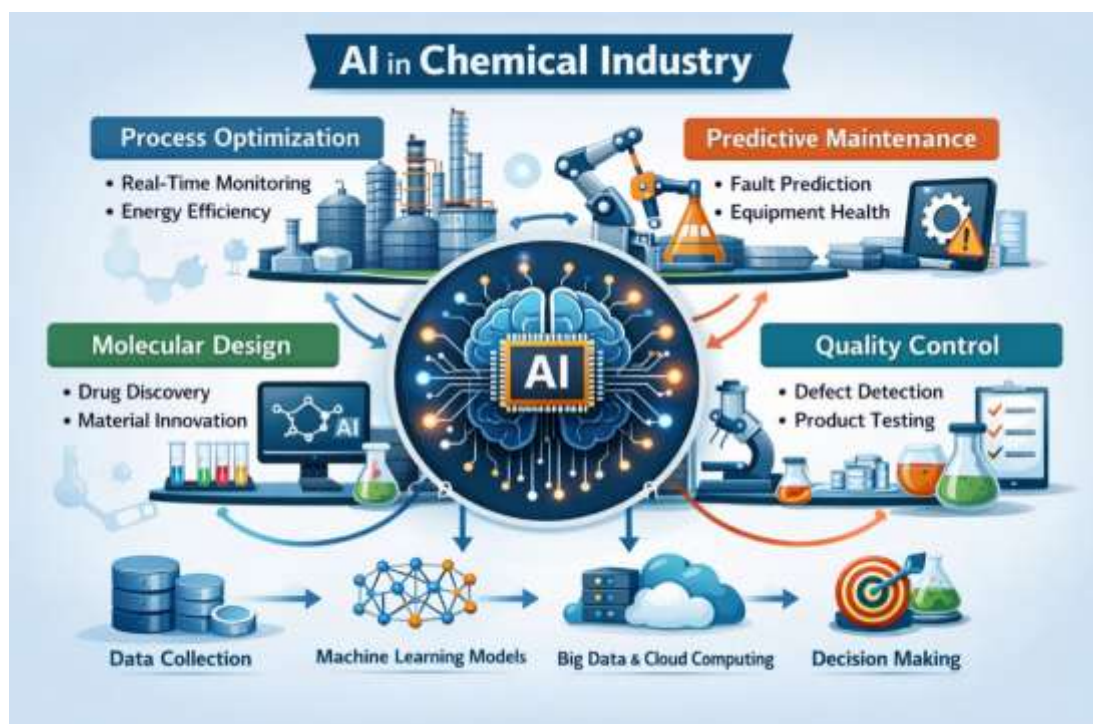 AI in Chemical Industry
Process Optimization
• Real-Time Monitoring
• Energy Efficiency
Predictive Maintenance
• Fault Prediction
• Equipment Health
Molecular Design
• Drug Discovery
• Material Innovation
AI
AI
Quality Control
• Defect Detection
• Product Testing
Data Collection
Machine Learning Models
Big Data & Cloud Computing
Decision Making